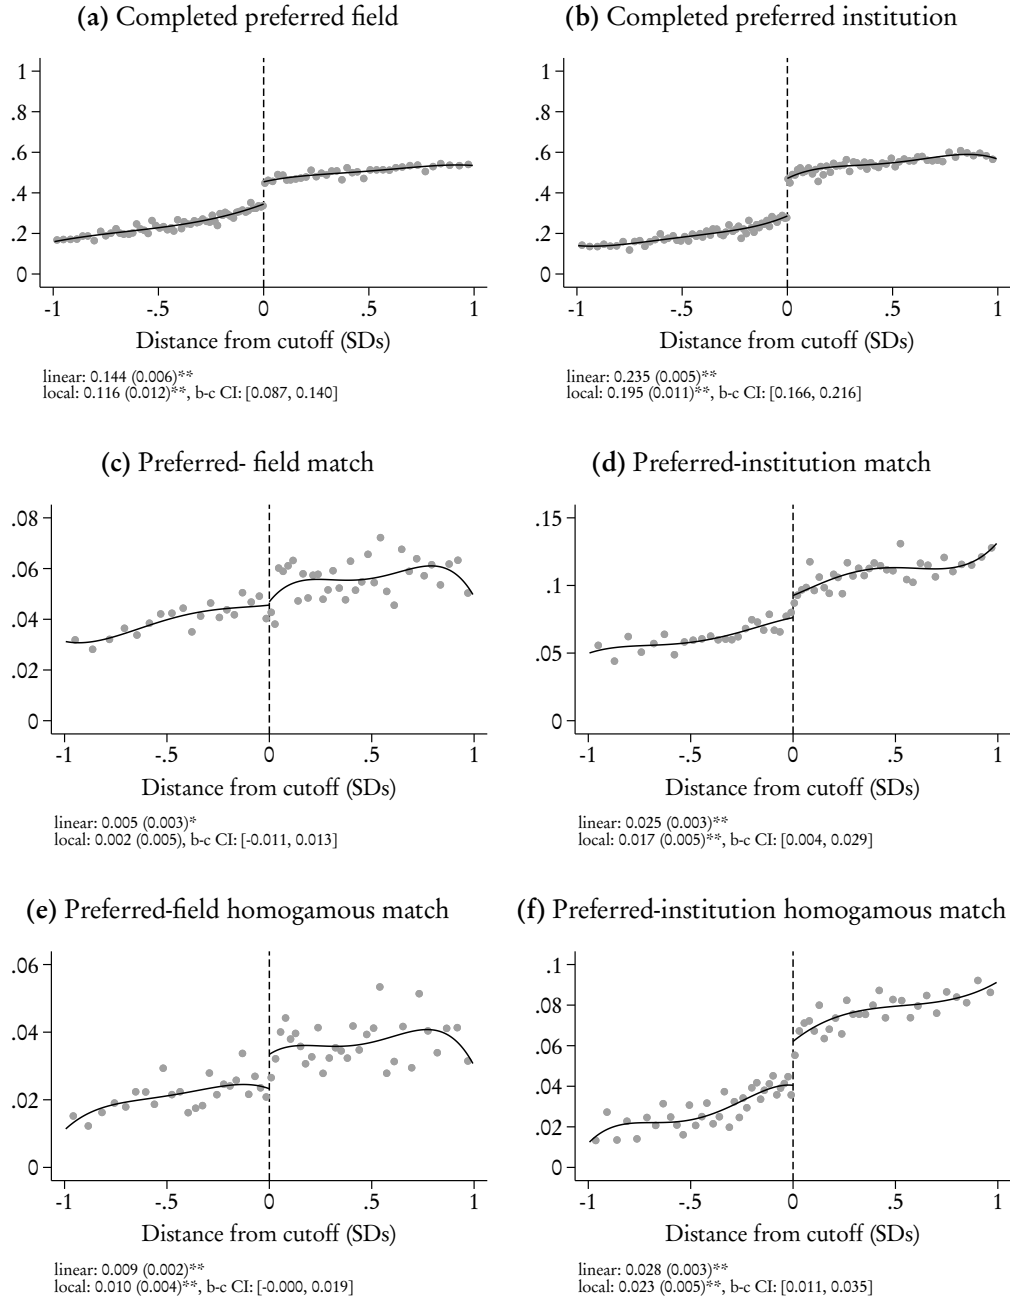 (a) Completed preferred field
1
.8
.6
.4
.2
0
-1 -.5 0 .5 1
Distance from cutoff (SDs)
linear: 0.144 (0.006)**
local: 0.116 (0.012)**, b-c CI: [0.087, 0.140]
(b) Completed preferred institution
1
.8
.6
.4
.2
0
-1 -.5 0 .5 1
Distance from cutoff (SDs)
linear: 0.235 (0.005)**
local: 0.195 (0.011)**, b-c CI: [0.166, 0.216]
(c) Preferred- field match
.08
.06
.04
.02
0
-1 -.5 0 .5 1
Distance from cutoff (SDs)
linear: 0.005 (0.003)*
local: 0.002 (0.005), b-c CI: [-0.011, 0.013]
(d) Preferred-institution match
.15
.1
.05
0
-1 -.5 0 .5 1
Distance from cutoff (SDs)
linear: 0.025 (0.003)**
local: 0.017 (0.005)**, b-c CI: [0.004, 0.029]
(e) Preferred-field homogamous match
.06
.04
.02
0
-1 -.5 0 .5 1
Distance from cutoff (SDs)
linear: 0.009 (0.002)**
local: 0.010 (0.004)**, b-c CI: [-0.000, 0.019]
(f) Preferred-institution homogamous match
.1
.08
.06
.04
.02
0
-1 -.5 0 .5 1
Distance from cutoff (SDs)
linear: 0.028 (0.003)**
local: 0.023 (0.005)**, b-c CI: [0.011, 0.035]